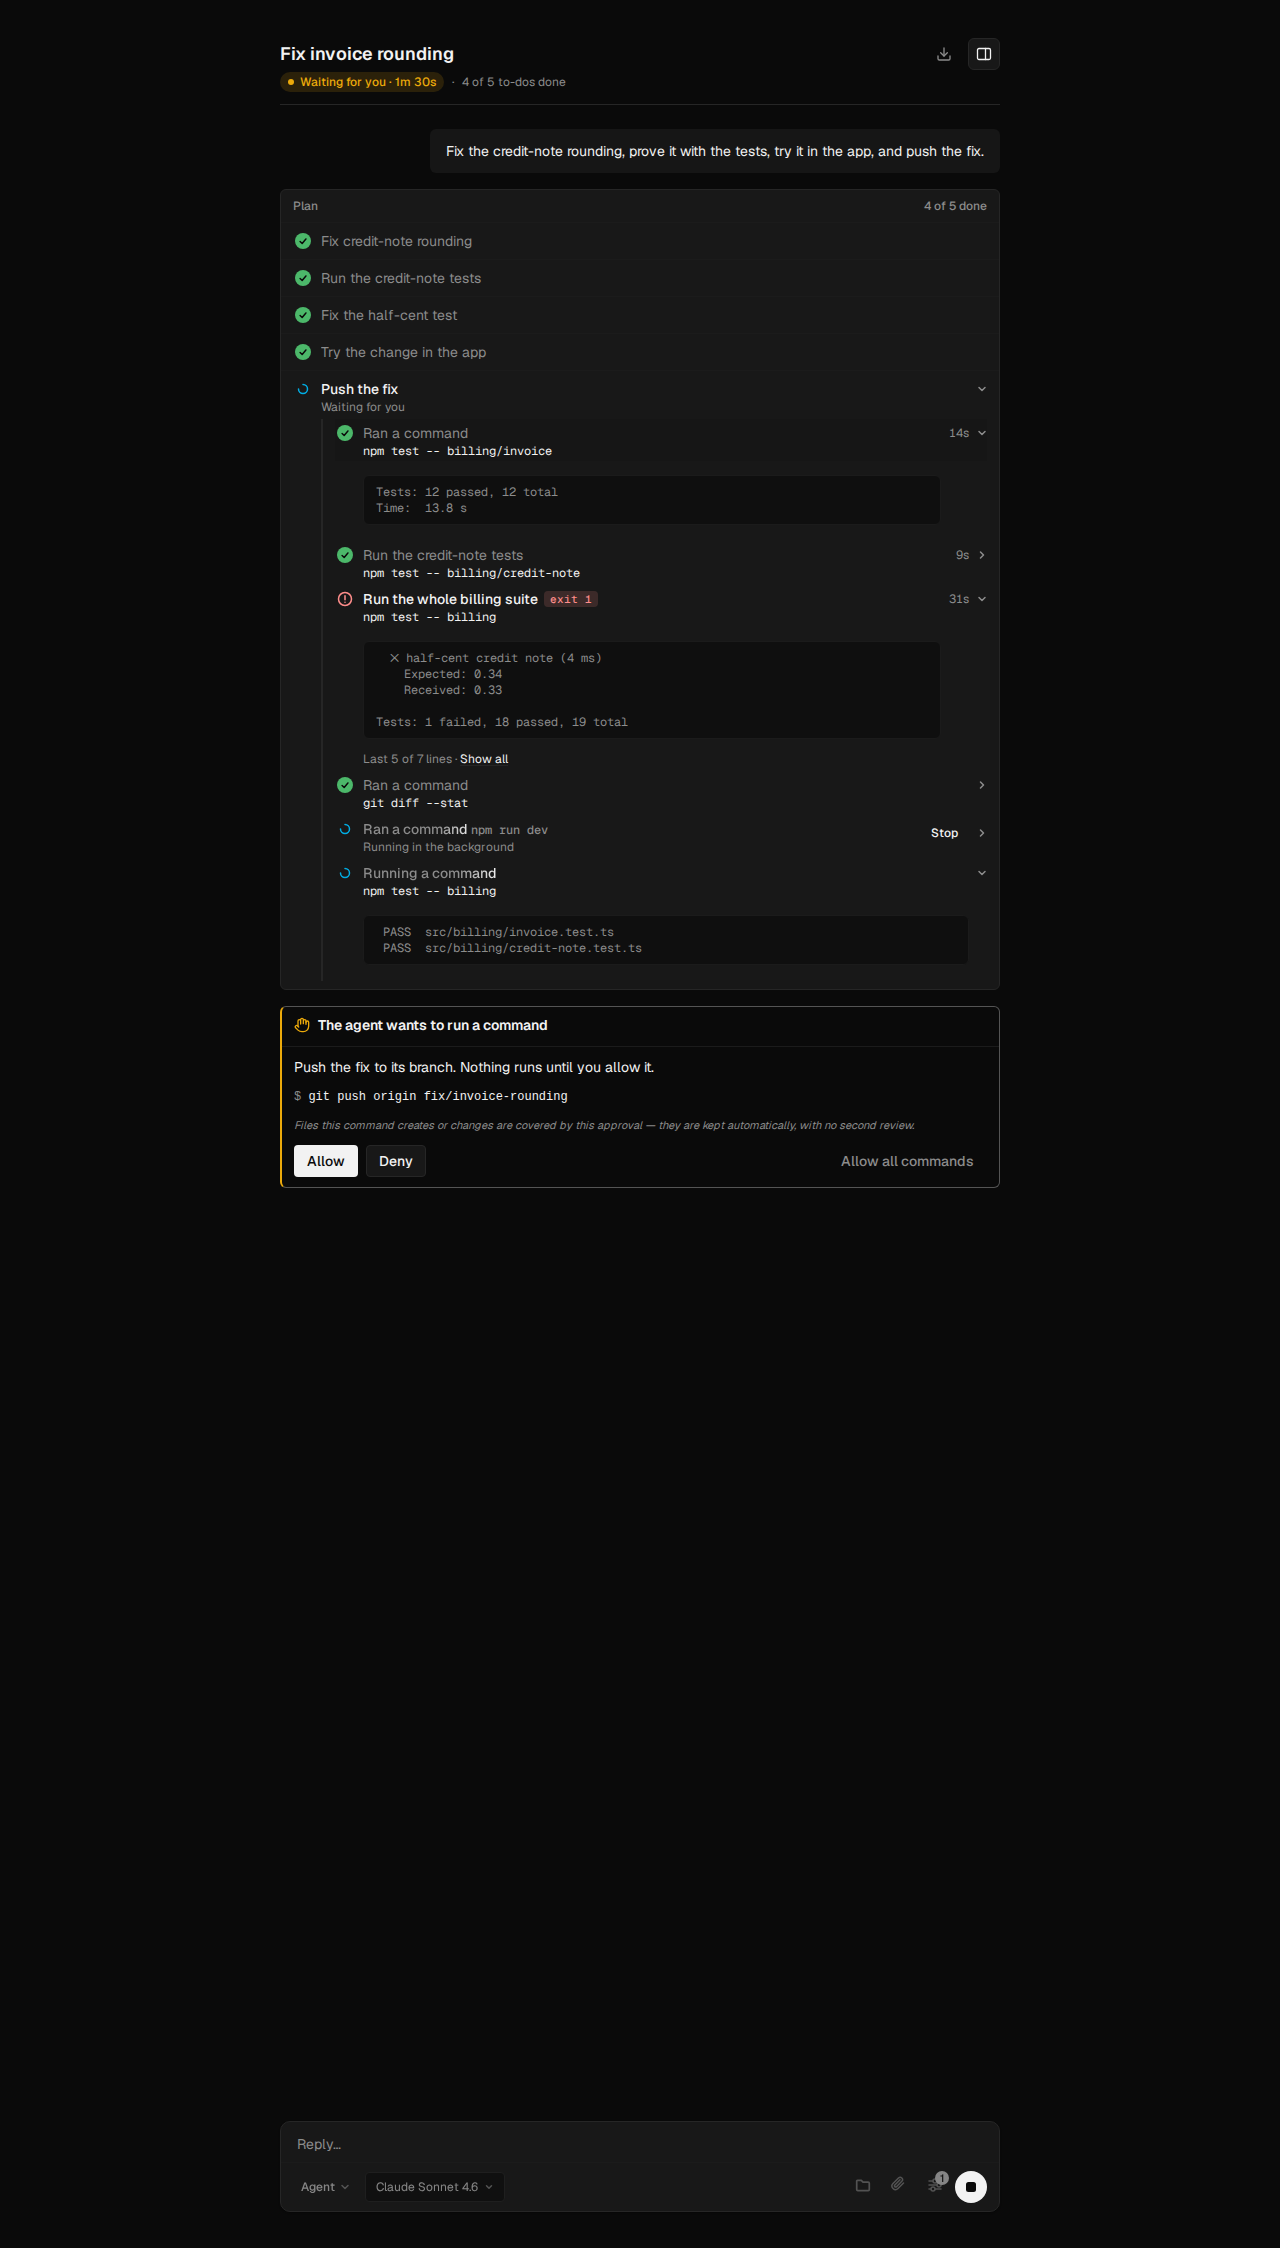 Fix invoice rounding
Waiting for you · 1m 30s · 4 of 5 to-dos done
Fix the credit-note rounding, prove it with the tests, try it in the app, and push the fix.
Plan 4 of 5 done
Fix credit-note rounding
Run the credit-note tests
Fix the half-cent test
Try the change in the app
Push the fix
Waiting for you
Ran a command 14s
npm test -- billing/invoice
Tests: 12 passed, 12 total
Time: 13.8 s
Run the credit-note tests 9s
npm test -- billing/credit-note
Run the whole billing suite exit 1 31s
npm test -- billing
× half-cent credit note (4 ms)
Expected: 0.34
Received: 0.33
Tests: 1 failed, 18 passed, 19 total
Last 5 of 7 lines · Show all
Ran a command
git diff --stat
Ran a command npm run dev Stop
Running in the background
Running a command
npm test -- billing
PASS src/billing/invoice.test.ts
PASS src/billing/credit-note.test.ts
The agent wants to run a command
Push the fix to its branch. Nothing runs until you allow it.
$ git push origin fix/invoice-rounding
Files this command creates or changes are covered by this approval — they are kept automatically, with no second review.
Allow Deny Allow all commands
Reply…
Agent Claude Sonnet 4.6 1